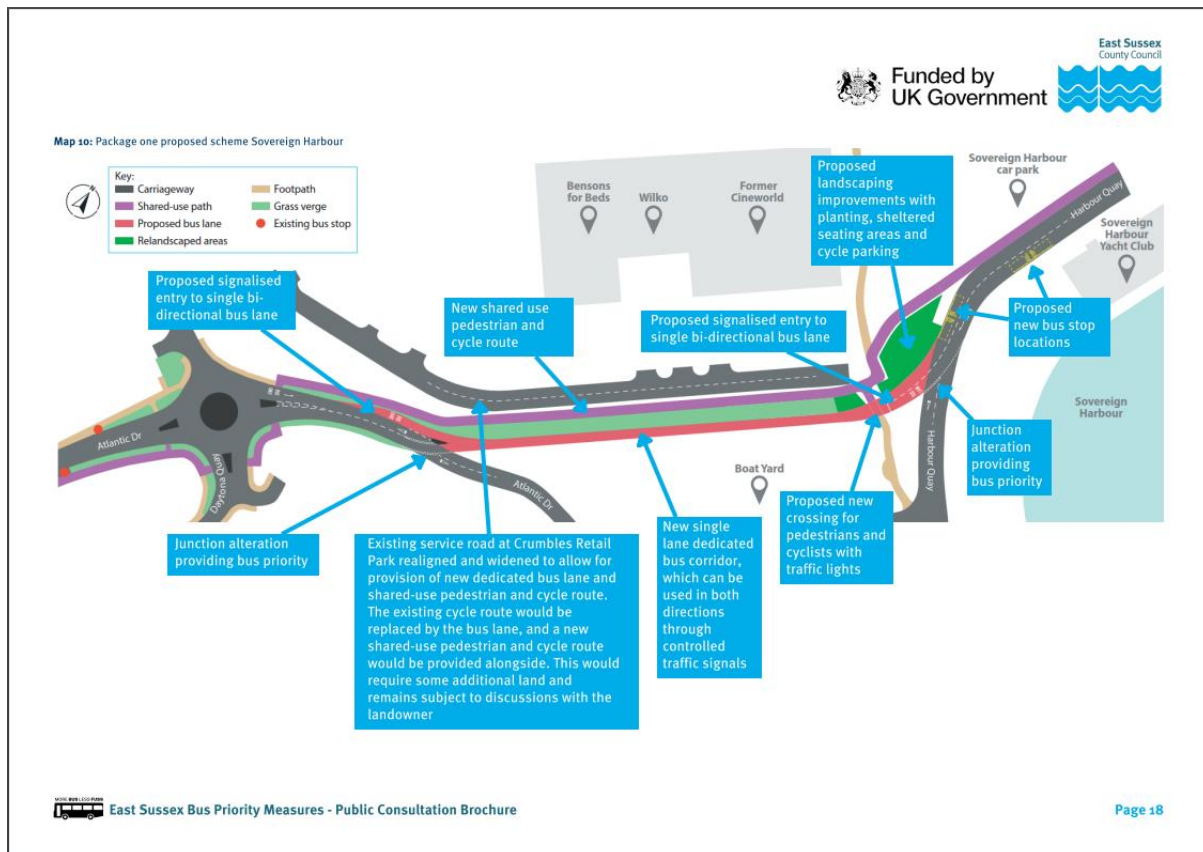 East Sussex
County Council
Funded by
UK Government
Map 10: Package one proposed scheme Sovereign Harbour
Key:
Carriageway
Shared-use path
Proposed bus lane
Relandscaped areas
Footpath
Grass verge
Existing bus stop
N
Bensons
for Beds
Wilko
Former
Cineworld
Proposed
landscaping
improvements with
planting, sheltered
seating areas and
cycle parking
Sovereign Harbour
car park
Harbour Quay
Sovereign
Harbour
Yacht Club
Proposed signalised
entry to single bi-
directional bus lane
New shared use
pedestrian and
cycle route
Proposed signalised entry to
single bi-directional bus lane
Proposed
new bus stop
locations
Sovereign
Harbour
Atlantic Dr
Daytona Quay
Atlantic Dr
Boat Yard
Harbour Quay
Junction
alteration
providing
bus priority
Junction alteration
providing bus priority
Existing service road at Crumbles Retail
Park realigned and widened to allow for
provision of new dedicated bus lane and
shared-use pedestrian and cycle route.
The existing cycle route would be
replaced by the bus lane, and a new
shared-use pedestrian and cycle route
would be provided alongside. This would
require some additional land and
remains subject to discussions with the
landowner
New single
lane dedicated
bus corridor,
which can be
used in both
directions
through
controlled
traffic signals
Proposed new
crossing for
pedestrians and
cyclists with
traffic lights
MORE BUS LESS FUSS
East Sussex Bus Priority Measures - Public Consultation Brochure
Page 18